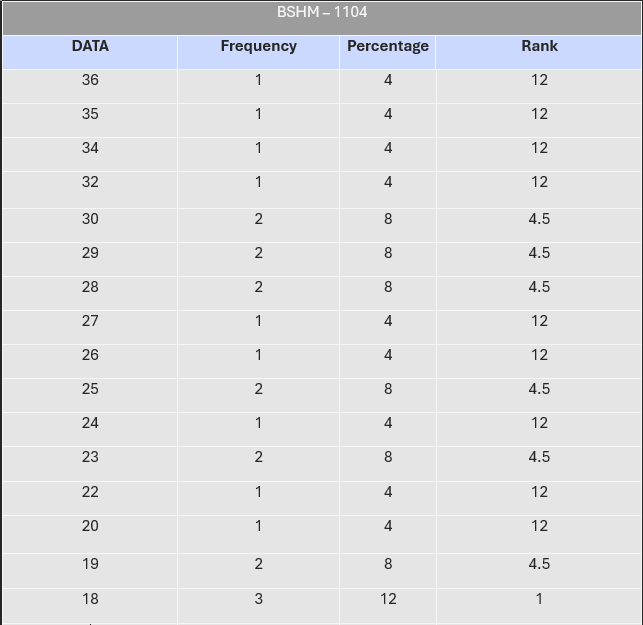 BSHM – 1104
DATA Frequency Percentage Rank
36 1 4 12
35 1 4 12
34 1 4 12
32 1 4 12
30 2 8 4.5
29 2 8 4.5
28 2 8 4.5
27 1 4 12
26 1 4 12
25 2 8 4.5
24 1 4 12
23 2 8 4.5
22 1 4 12
20 1 4 12
19 2 8 4.5
18 3 12 1